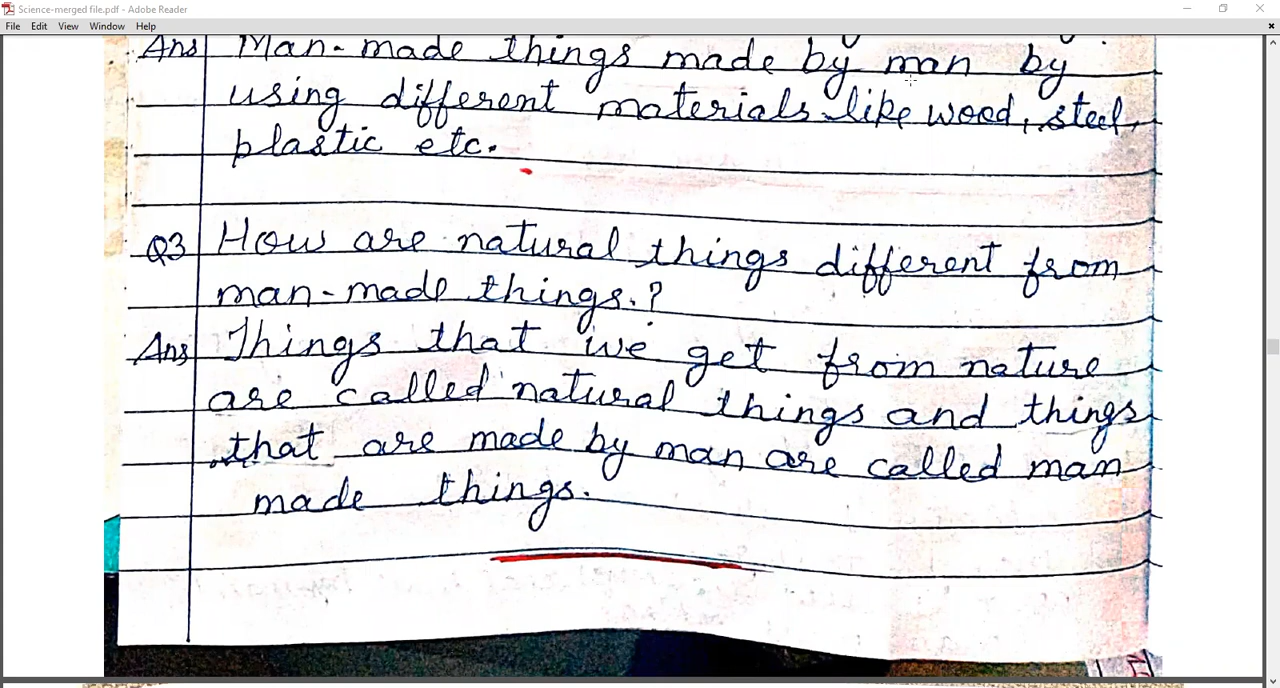 Science-merged file.pdf - Adobe Reader
File Edit View Window Help
Ans Man-made things made by man by
using different materials like wood, steel,
plastic etc.
Q3 How are natural things different from
man-made things.?
Ans Things that we get from nature
are called natural things and things
that are made by man are called man
made things.